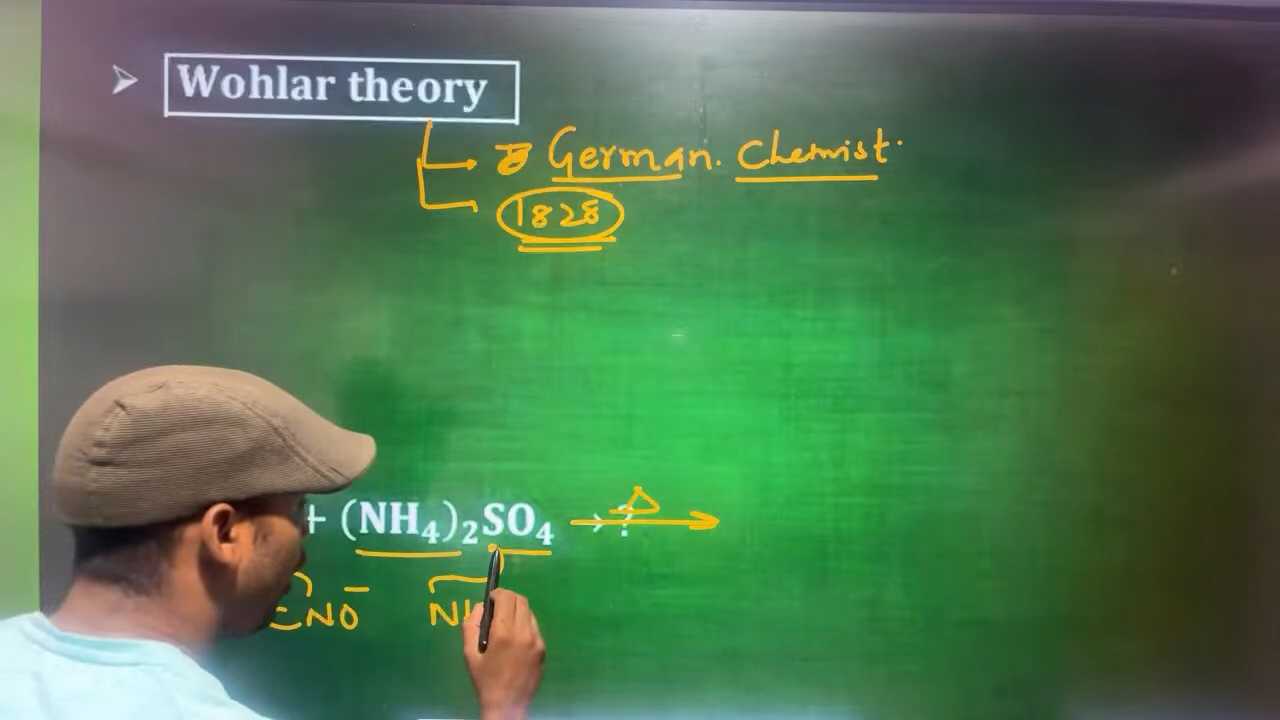 ➤ Wohlar theory
German. Chemist.
1828
+ (NH₄)₂SO₄ → ?
CNO⁻